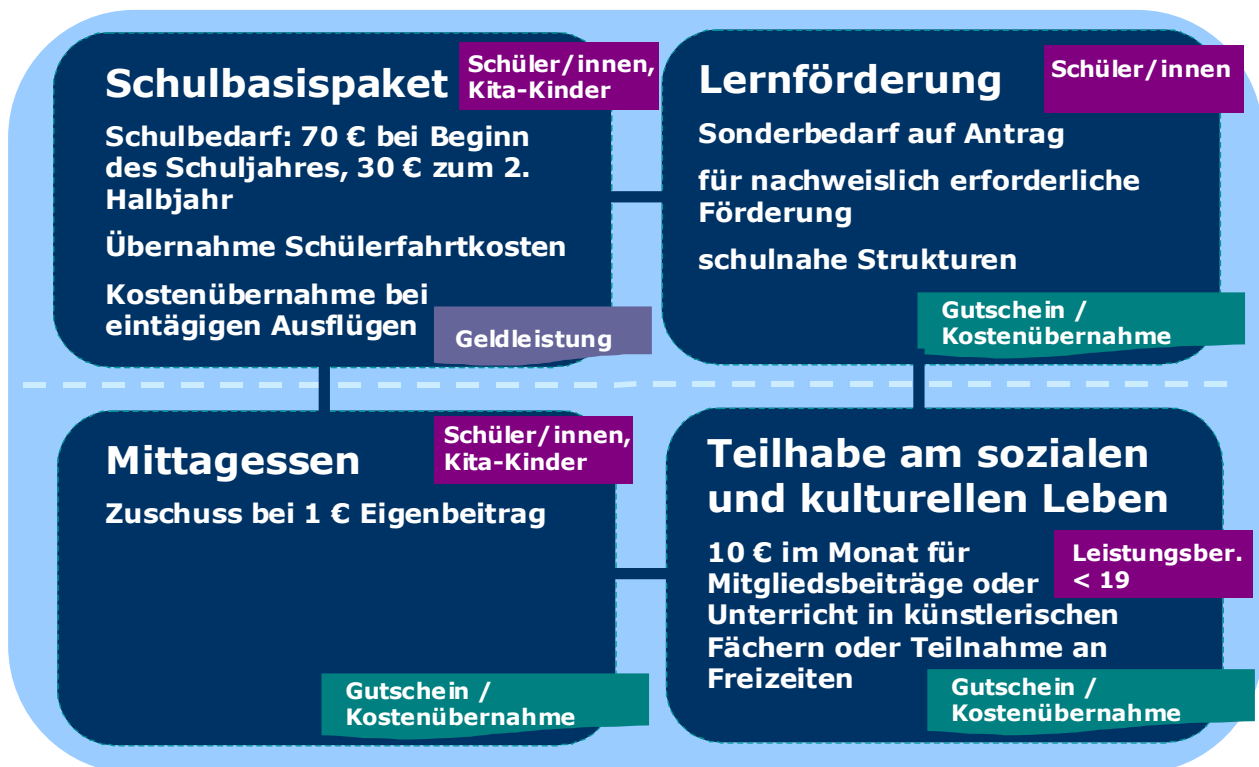 Schulbasispaket
Schüler/innen,
Kita-Kinder
Schulbedarf: 70 € bei Beginn
des Schuljahres, 30 € zum 2.
Halbjahr
Übernahme Schülerfahrtkosten
Kostenübernahme bei
eintägigen Ausflügen
Geldleistung
Lernförderung
Schüler/innen
Sonderbedarf auf Antrag
für nachweislich erforderliche
Förderung
schulnahe Strukturen
Gutschein /
Kostenübernahme
Mittagessen
Schüler/innen,
Kita-Kinder
Zuschuss bei 1 € Eigenbeitrag
Gutschein /
Kostenübernahme
Teilhabe am sozialen
und kulturellen Leben
10 € im Monat für
Mitgliedsbeiträge oder
Unterricht in künstlerischen
Fächern oder Teilnahme an
Freizeiten
Leistungsber.
< 19
Gutschein /
Kostenübernahme